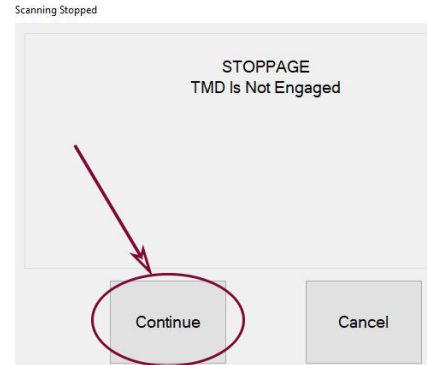 Scanning Stopped
STOPPAGE
TMD Is Not Engaged
Continue
Cancel